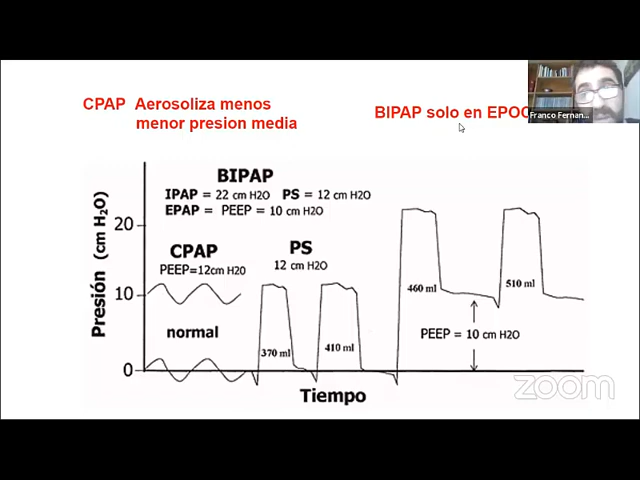 CPAP Aerosoliza menos
menor presion media
BIPAP solo en EPOC
Franco Fernan...
BIPAP
IPAP = 22 cm H2O PS = 12 cm H2O
EPAP = PEEP = 10 cm H2O
CPAP
PEEP=12cm H2O
PS
12 cm H2O
Presión (cm H2O)
20
10
0
normal
370 ml
410 ml
460 ml
510 ml
PEEP = 10 cm H2O
Tiempo
zoom